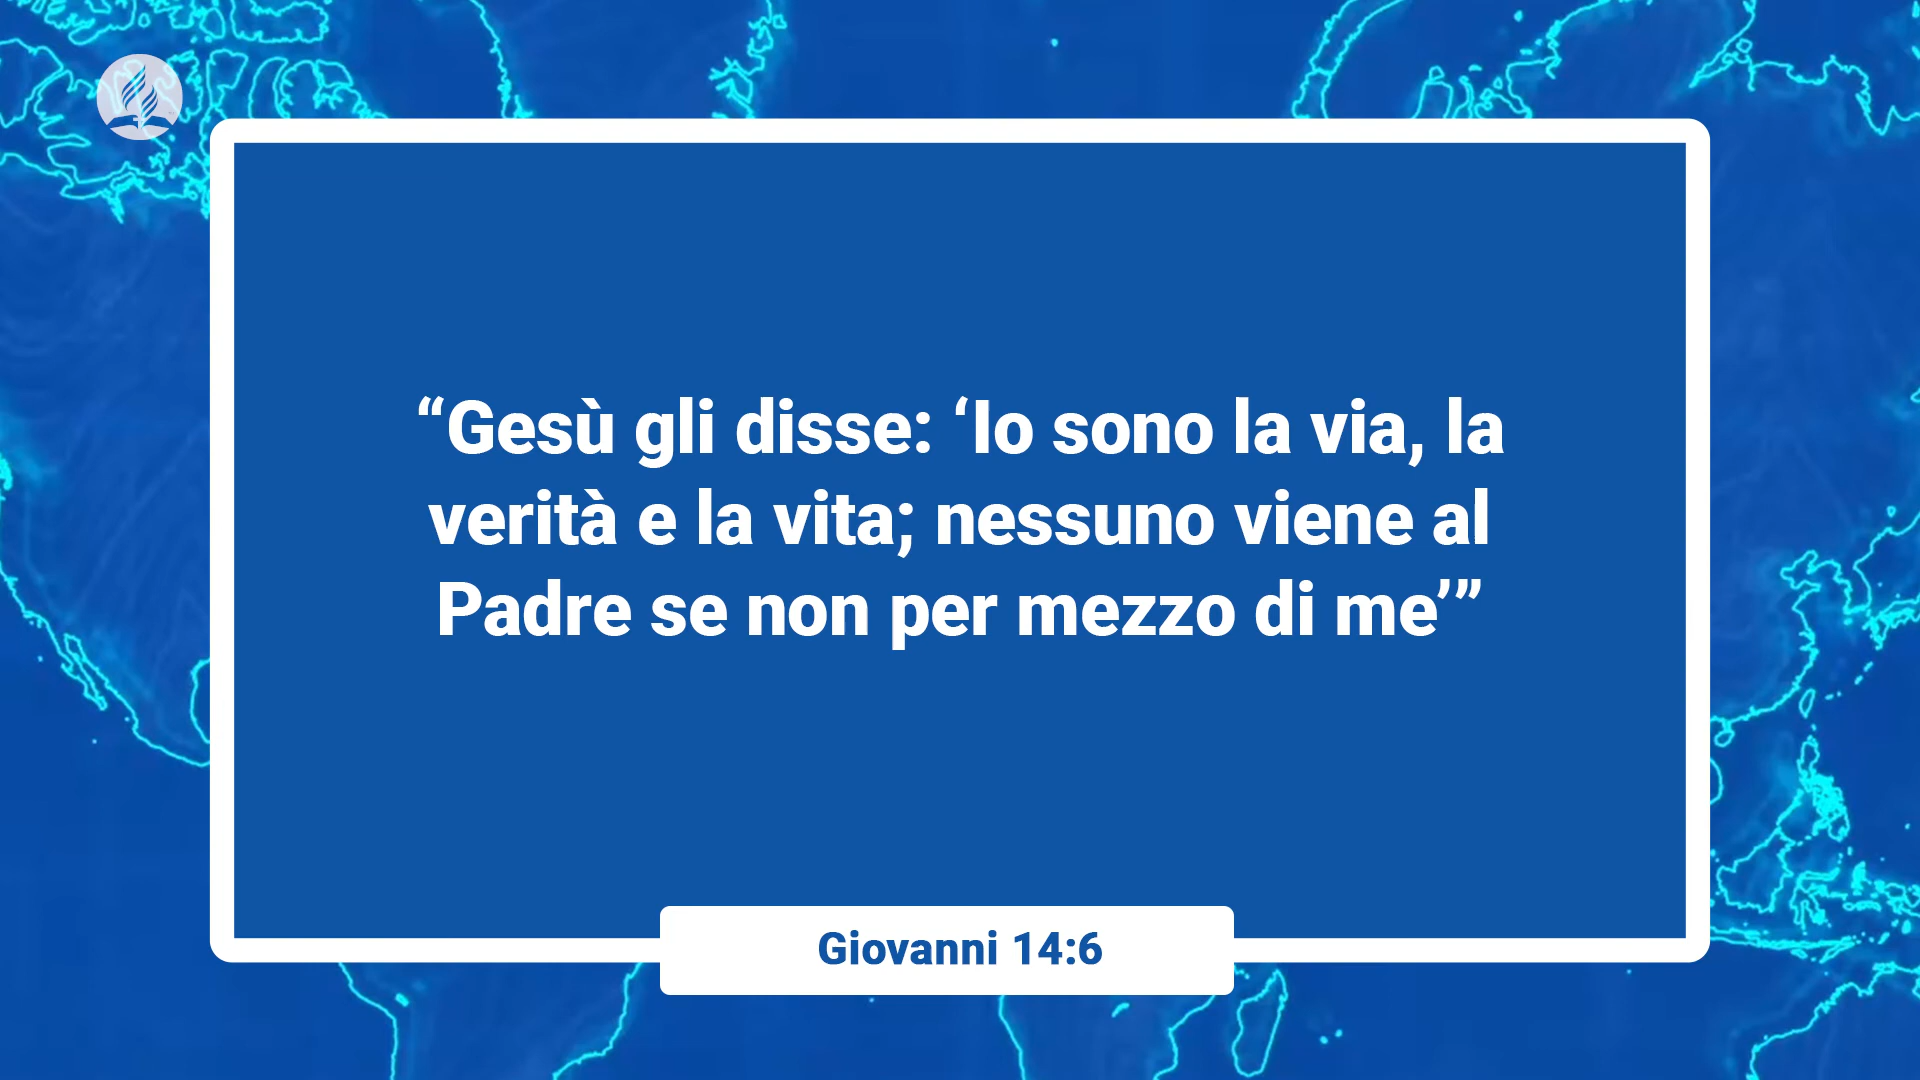 “Gesù gli disse: ‘Io sono la via, la
verità e la vita; nessuno viene al
Padre se non per mezzo di me’”
Giovanni 14:6